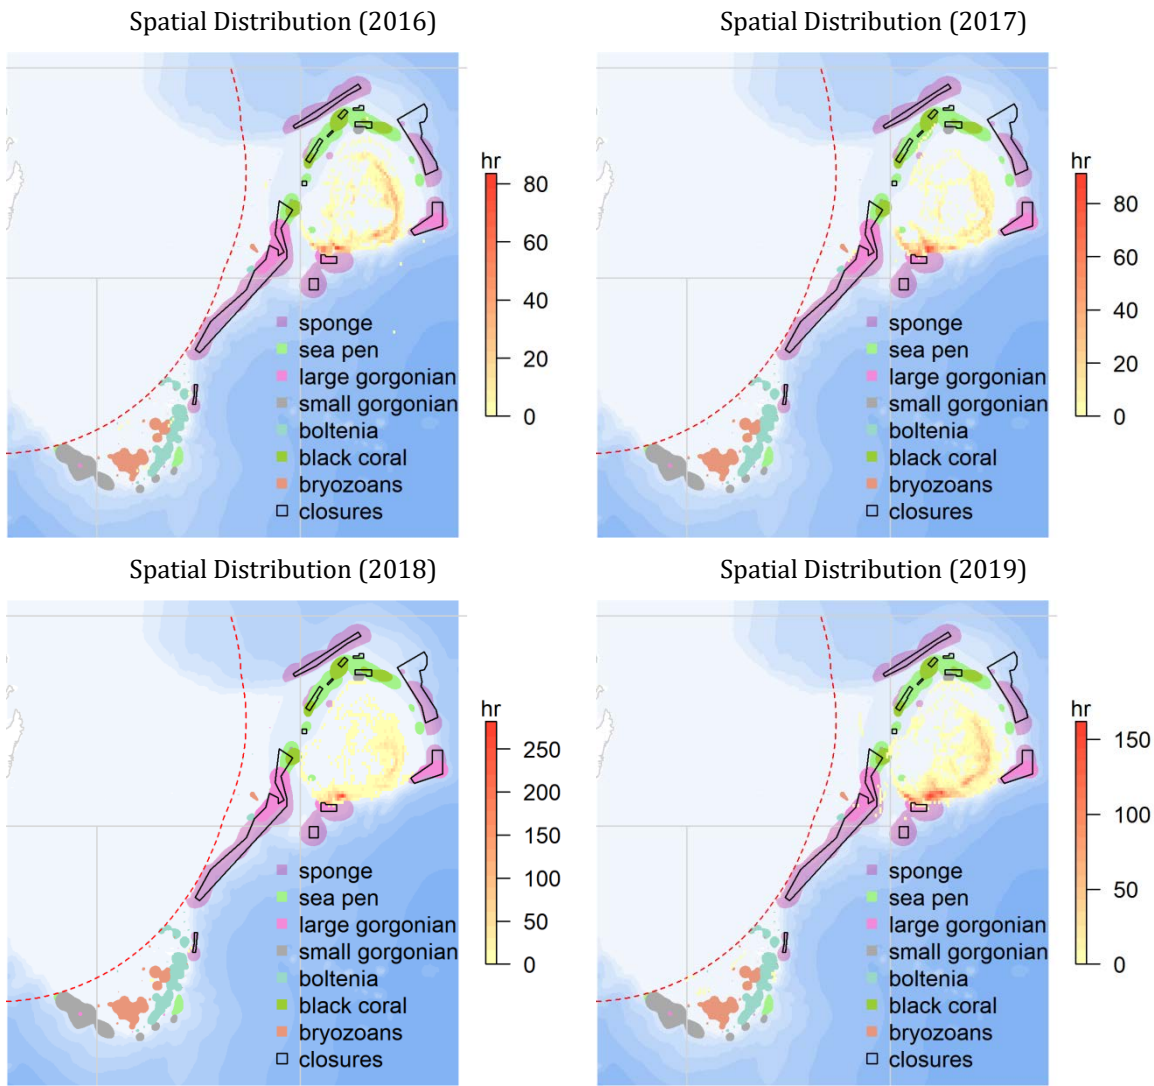 Spatial Distribution (2016)
hr
80
60
40
20
0
sponge
sea pen
large gorgonian
small gorgonian
boltenia
black coral
bryozoans
closures
Spatial Distribution (2017)
hr
80
60
40
20
0
sponge
sea pen
large gorgonian
small gorgonian
boltenia
black coral
bryozoans
closures
Spatial Distribution (2018)
hr
250
200
150
100
50
0
sponge
sea pen
large gorgonian
small gorgonian
boltenia
black coral
bryozoans
closures
Spatial Distribution (2019)
hr
150
100
50
0
sponge
sea pen
large gorgonian
small gorgonian
boltenia
black coral
bryozoans
closures